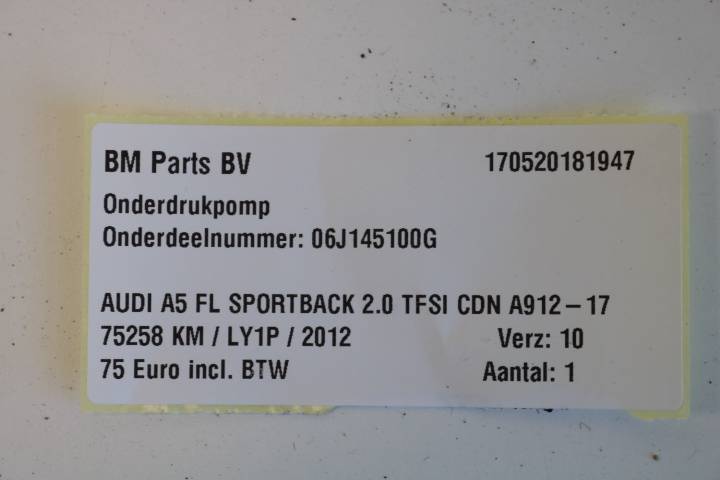 BM Parts BV 170520181947
Onderdrukpomp
Onderdeelnummer: 06J145100G
AUDI A5 FL SPORTBACK 2.0 TFSI CDN A912-17
75258 KM / LY1P / 2012 Verz: 10
75 Euro incl. BTW Aantal: 1